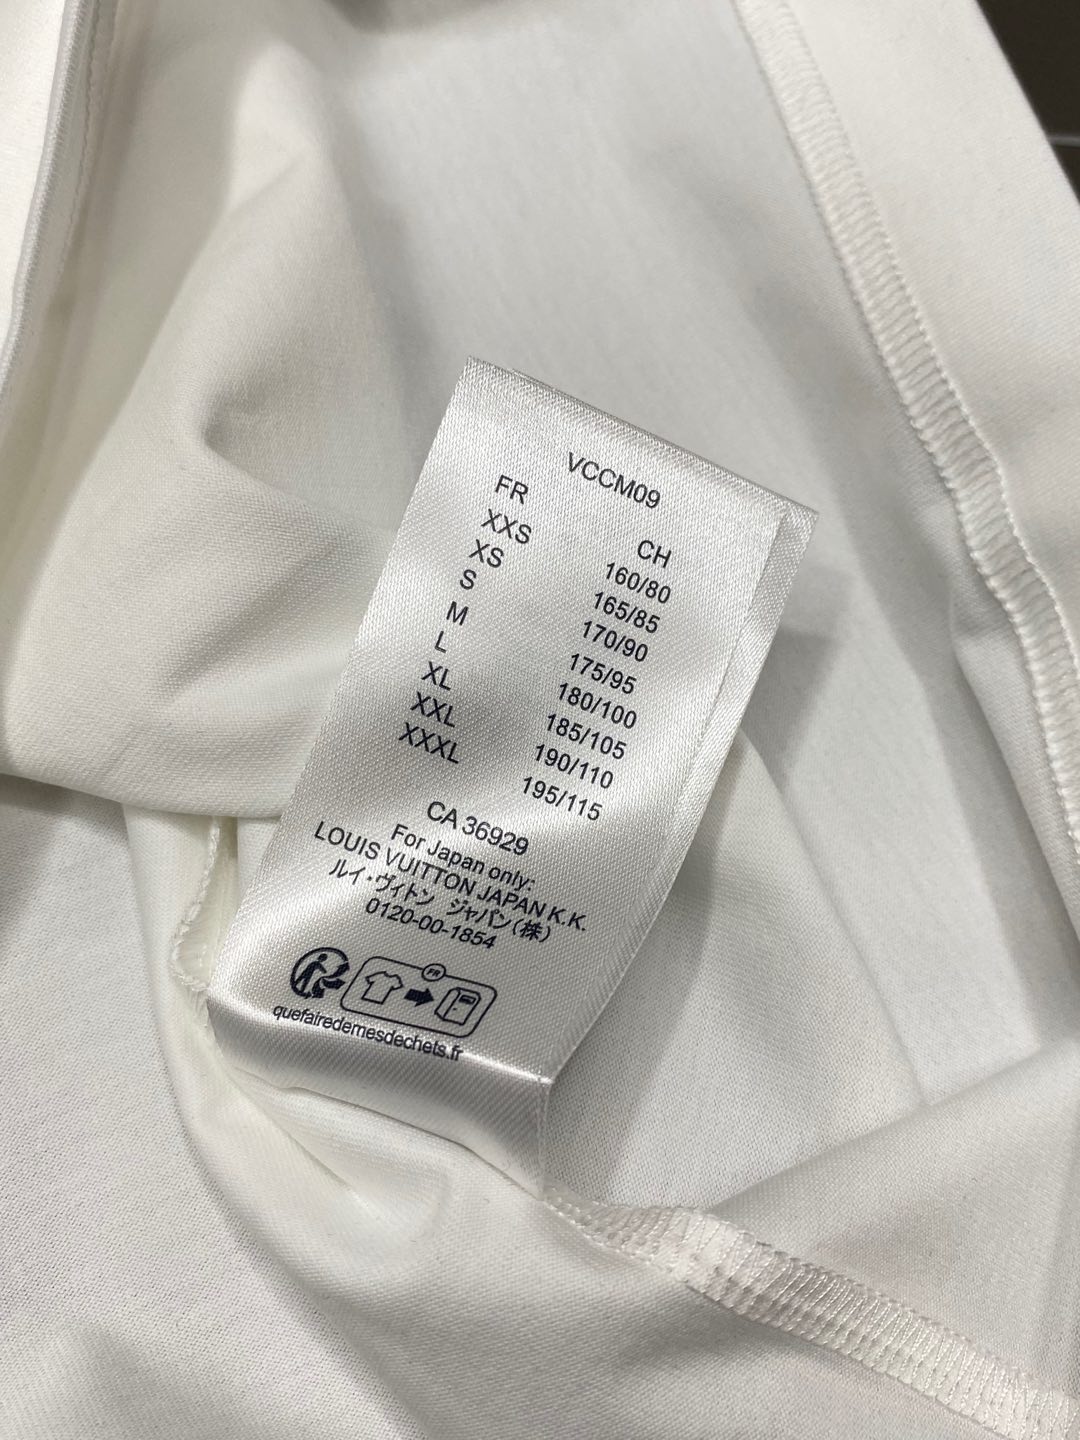 VCCM09
FR CH
XXS 160/80
XS 165/85
S 170/90
M 175/95
L 180/100
XL 185/105
XXL 190/110
XXXL 195/115
CA 36929
For Japan only:
LOUIS VUITTON JAPAN K.K.
ルイ・ヴィトン ジャパン(株)
0120-00-1854
FR
quefairedemesdechets.fr